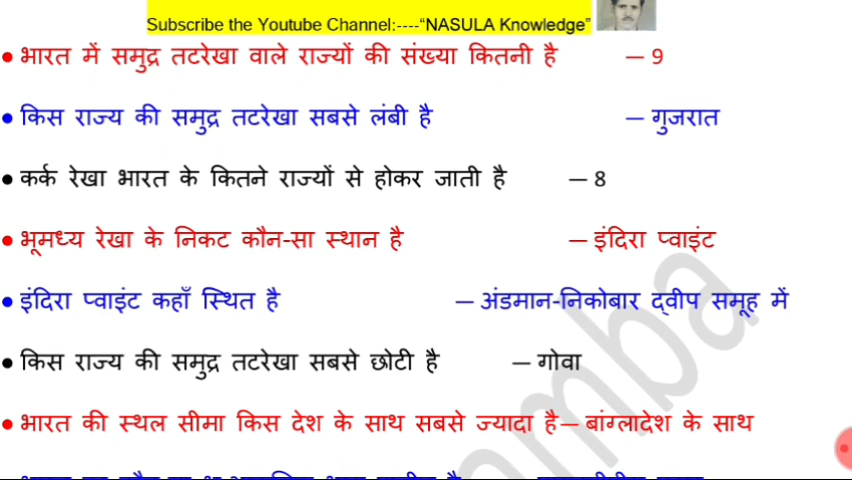 Subscribe the Youtube Channel:----“NASULA Knowledge”
• भारत में समुद्र तटरेखा वाले राज्यों की संख्या कितनी है — 9
• किस राज्य की समुद्र तटरेखा सबसे लंबी है — गुजरात
• कर्क रेखा भारत के कितने राज्यों से होकर जाती है — 8
• भूमध्य रेखा के निकट कौन-सा स्थान है — इंदिरा प्वाइंट
• इंदिरा प्वाइंट कहाँ स्थित है — अंडमान-निकोबार द्वीप समूह में
• किस राज्य की समुद्र तटरेखा सबसे छोटी है — गोवा
• भारत की स्थल सीमा किस देश के साथ सबसे ज्यादा है— बांग्लादेश के साथ